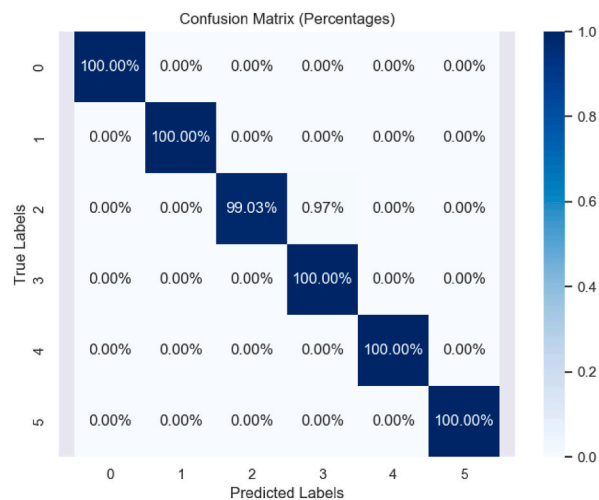 Confusion Matrix (Percentages)
0 100.00% 0.00% 0.00% 0.00% 0.00% 0.00%
1 0.00% 100.00% 0.00% 0.00% 0.00% 0.00%
2 0.00% 0.00% 99.03% 0.97% 0.00% 0.00%
3 0.00% 0.00% 0.00% 100.00% 0.00% 0.00%
4 0.00% 0.00% 0.00% 0.00% 100.00% 0.00%
5 0.00% 0.00% 0.00% 0.00% 0.00% 100.00%
0 1 2 3 4 5
Predicted Labels
True Labels
1.0
0.8
0.6
0.4
0.2
0.0